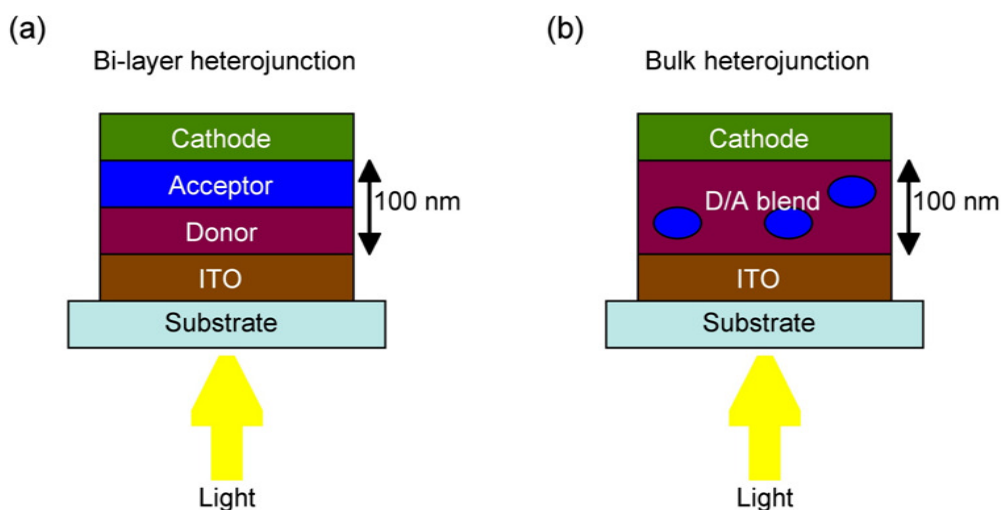 (a)
Bi-layer heterojunction
Cathode
Acceptor
100 nm
Donor
ITO
Substrate
Light
(b)
Bulk heterojunction
Cathode
D/A blend
100 nm
ITO
Substrate
Light